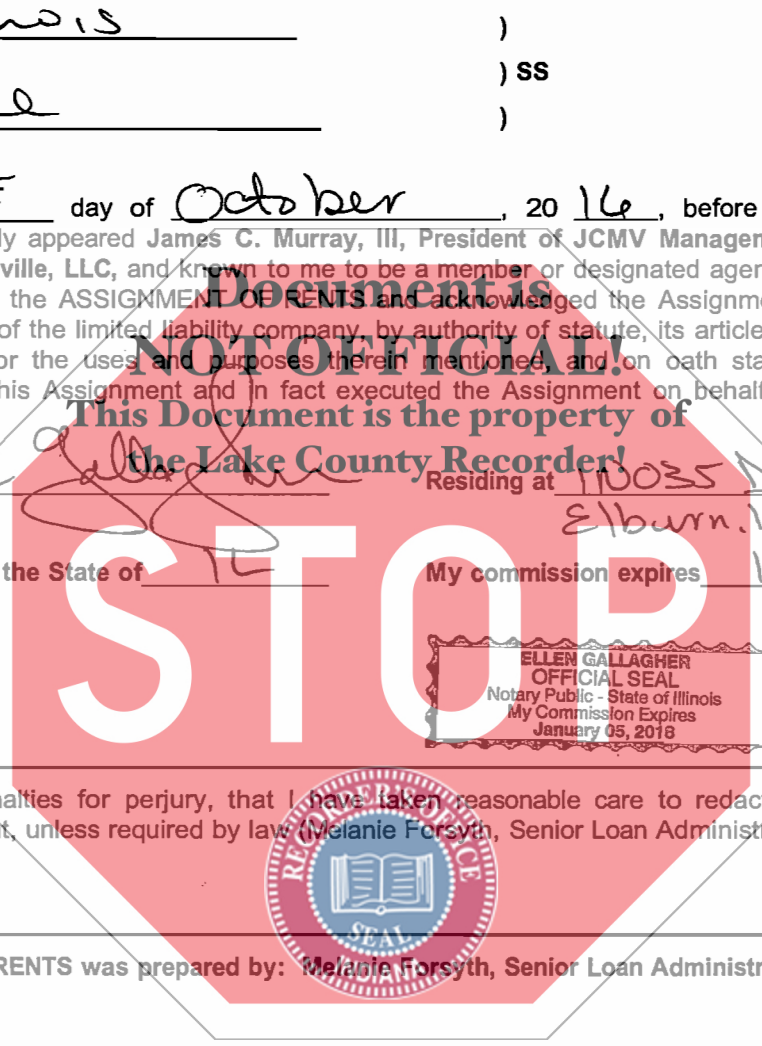 nois )
) SS
)
day of October, 20 16, before
ly appeared James C. Murray, III, President of JCMV Managem
ville, LLC, and known to me to be a member or designated agen
the ASSIGNMENT OF RENTS and acknowledged the Assignme
of the limited liability company, by authority of statute, its article
or the uses and purposes therein mentioned, and on oath sta
his Assignment and in fact executed the Assignment on behalf
Document is
NOT OFFICIAL!
This Document is the property of
the Lake County Recorder!
Residing at 1N035
Elburn,
the State of IL My commission expires
STOP
ELLEN GALLAGHER
OFFICIAL SEAL
Notary Public - State of Illinois
My Commission Expires
January 05, 2018
nalties for perjury, that I have taken reasonable care to redac
t, unless required by law (Melanie Forsyth, Senior Loan Administr
RECORDER'S OFFICE
SEAL
INDIANA
RENTS was prepared by: Melanie Forsyth, Senior Loan Administr